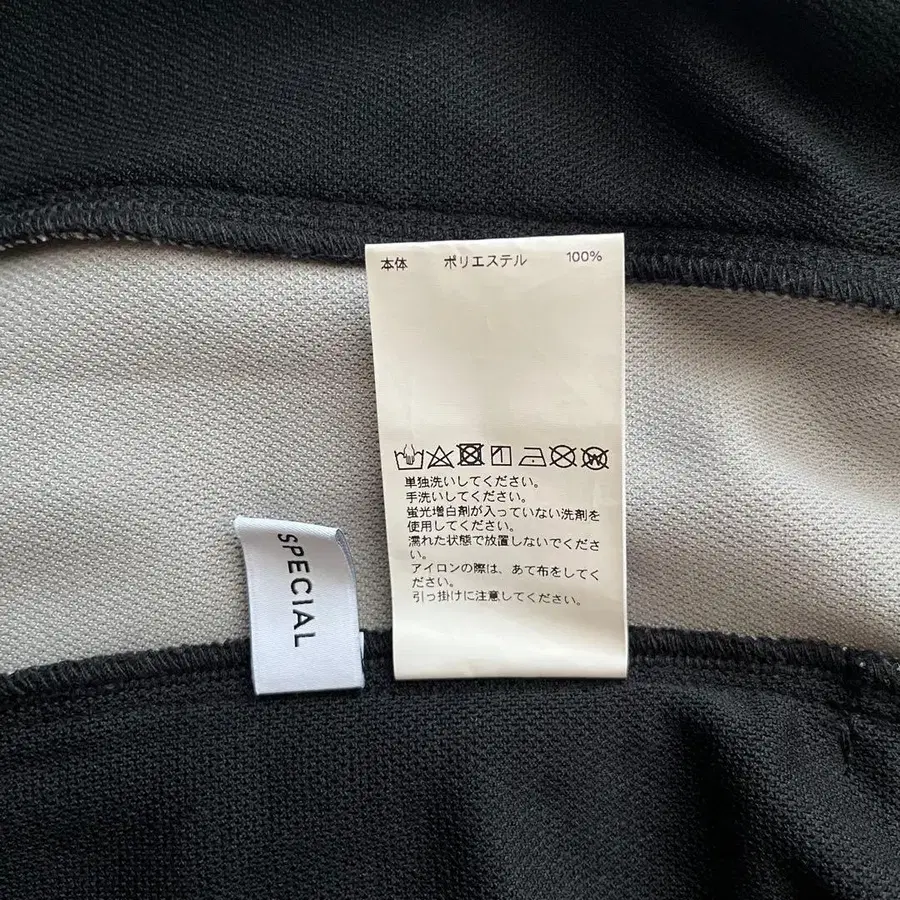 本体 ポリエステル 100%
単独洗いしてください。
手洗いしてください。
蛍光増白剤が入っていない洗剤を
使用してください。
濡れた状態で放置しないでくださ
い。
アイロンの際は、あて布をしてく
ださい。
引っ掛けに注意してください。
SPECIAL